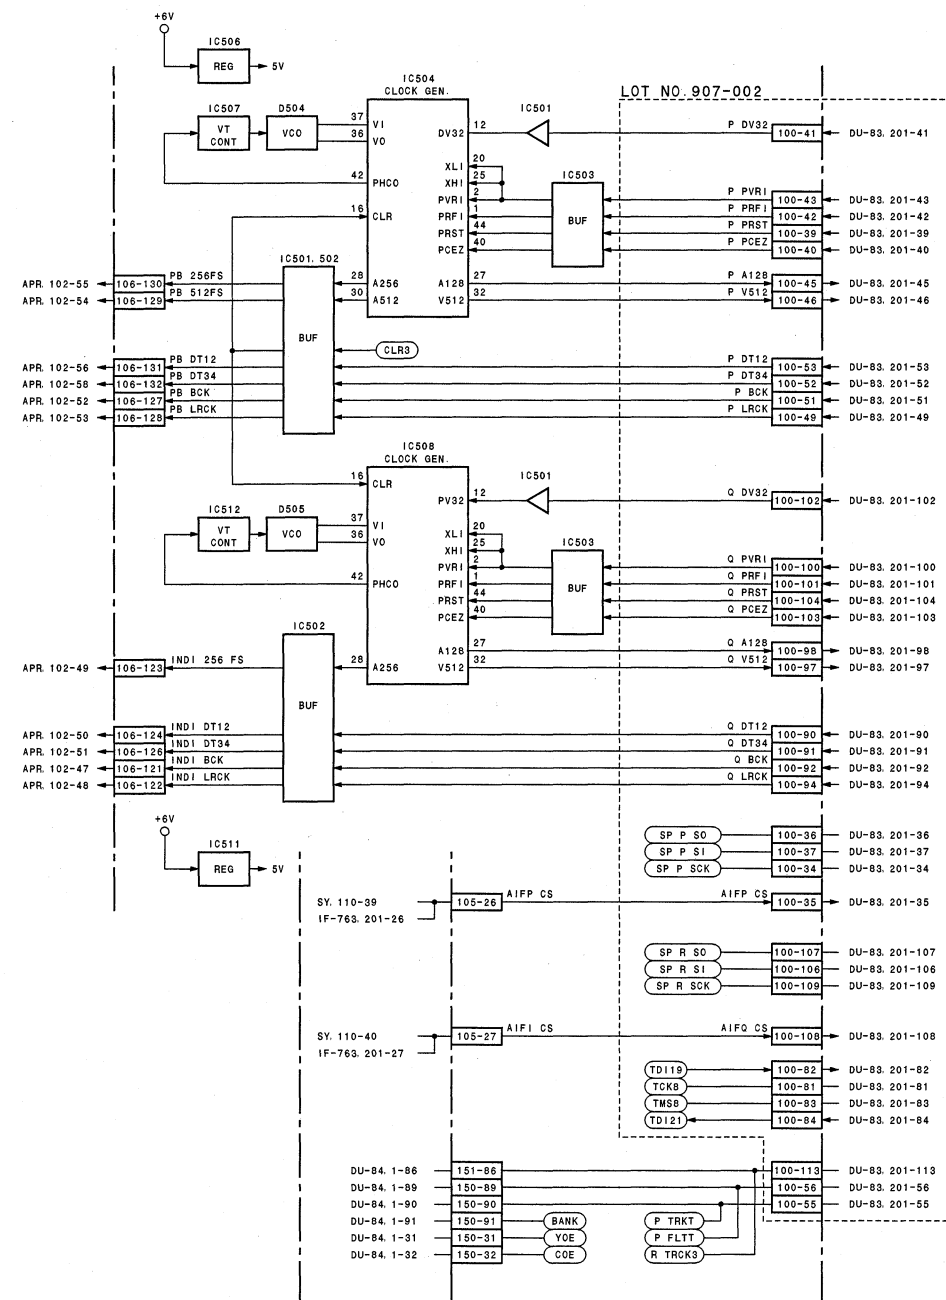 +6V
IC506
REG
5V
IC504
CLOCK GEN.
LOT NO. 907-002
IC507
VT
CONT
D504
VCO
37
VI
36
VO
DV32
12
IC501
P DV32
100-41
DU-83. 201-41
XLI
20
XHI
25
IC503
42
PHCO
PVRI
2
P PVRI
100-43
DU-83. 201-43
16
CLR
PRFI
1
BUF
P PRFI
100-42
DU-83. 201-42
PRST
44
P PRST
100-39
DU-83. 201-39
PCEZ
40
P PCEZ
100-40
DU-83. 201-40
IC501. 502
APR. 102-55
106-130
PB 256FS
28
A256
A128
27
P A128
100-45
DU-83. 201-45
APR. 102-54
106-129
PB 512FS
30
A512
V512
32
P V512
100-46
DU-83. 201-46
BUF
CLR3
APR. 102-56
106-131
PB DT12
P DT12
100-53
DU-83. 201-53
APR. 102-58
106-132
PB DT34
P DT34
100-52
DU-83. 201-52
APR. 102-52
106-127
PB BCK
P BCK
100-51
DU-83. 201-51
APR. 102-53
106-128
PB LRCK
P LRCK
100-49
DU-83. 201-49
IC508
CLOCK GEN.
16
CLR
IC501
PV32
12
Q DV32
100-102
DU-83. 201-102
IC512
VT
CONT
D505
VCO
37
VI
36
VO
XLI
20
XHI
25
IC503
PVRI
2
Q PVRI
100-100
DU-83. 201-100
42
PHCO
PRFI
1
BUF
Q PRFI
100-101
DU-83. 201-101
PRST
44
Q PRST
100-104
DU-83. 201-104
PCEZ
40
Q PCEZ
100-103
DU-83. 201-103
IC502
A128
27
Q A128
100-98
DU-83. 201-98
APR. 102-49
106-123
INDI 256 FS
28
A256
V512
32
Q V512
100-97
DU-83. 201-97
BUF
APR. 102-50
106-124
INDI DT12
Q DT12
100-90
DU-83. 201-90
APR. 102-51
106-126
INDI DT34
Q DT34
100-91
DU-83. 201-91
APR. 102-47
106-121
INDI BCK
Q BCK
100-92
DU-83. 201-92
APR. 102-48
106-122
INDI LRCK
Q LRCK
100-94
DU-83. 201-94
+6V
IC511
REG
5V
SP P SO
100-36
DU-83. 201-36
SP P SI
100-37
DU-83. 201-37
SP P SCK
100-34
DU-83. 201-34
SY. 110-39
IF-763. 201-26
105-26
AIFP CS
AIFP CS
100-35
DU-83. 201-35
SP R SO
100-107
DU-83. 201-107
SP R SI
100-106
DU-83. 201-106
SP R SCK
100-109
DU-83. 201-109
SY. 110-40
IF-763. 201-27
105-27
AIFI CS
AIFQ CS
100-108
DU-83. 201-108
TDI19
100-82
DU-83. 201-82
TCK8
100-81
DU-83. 201-81
TMS8
100-83
DU-83. 201-83
TDI21
100-84
DU-83. 201-84
DU-84. 1-86
151-86
100-113
DU-83. 201-113
DU-84. 1-89
150-89
100-56
DU-83. 201-56
DU-84. 1-90
150-90
100-55
DU-83. 201-55
DU-84. 1-91
150-91
BANK
P TRKT
DU-84. 1-31
150-31
YOE
P FLTT
DU-84. 1-32
150-32
COE
R TRCK3